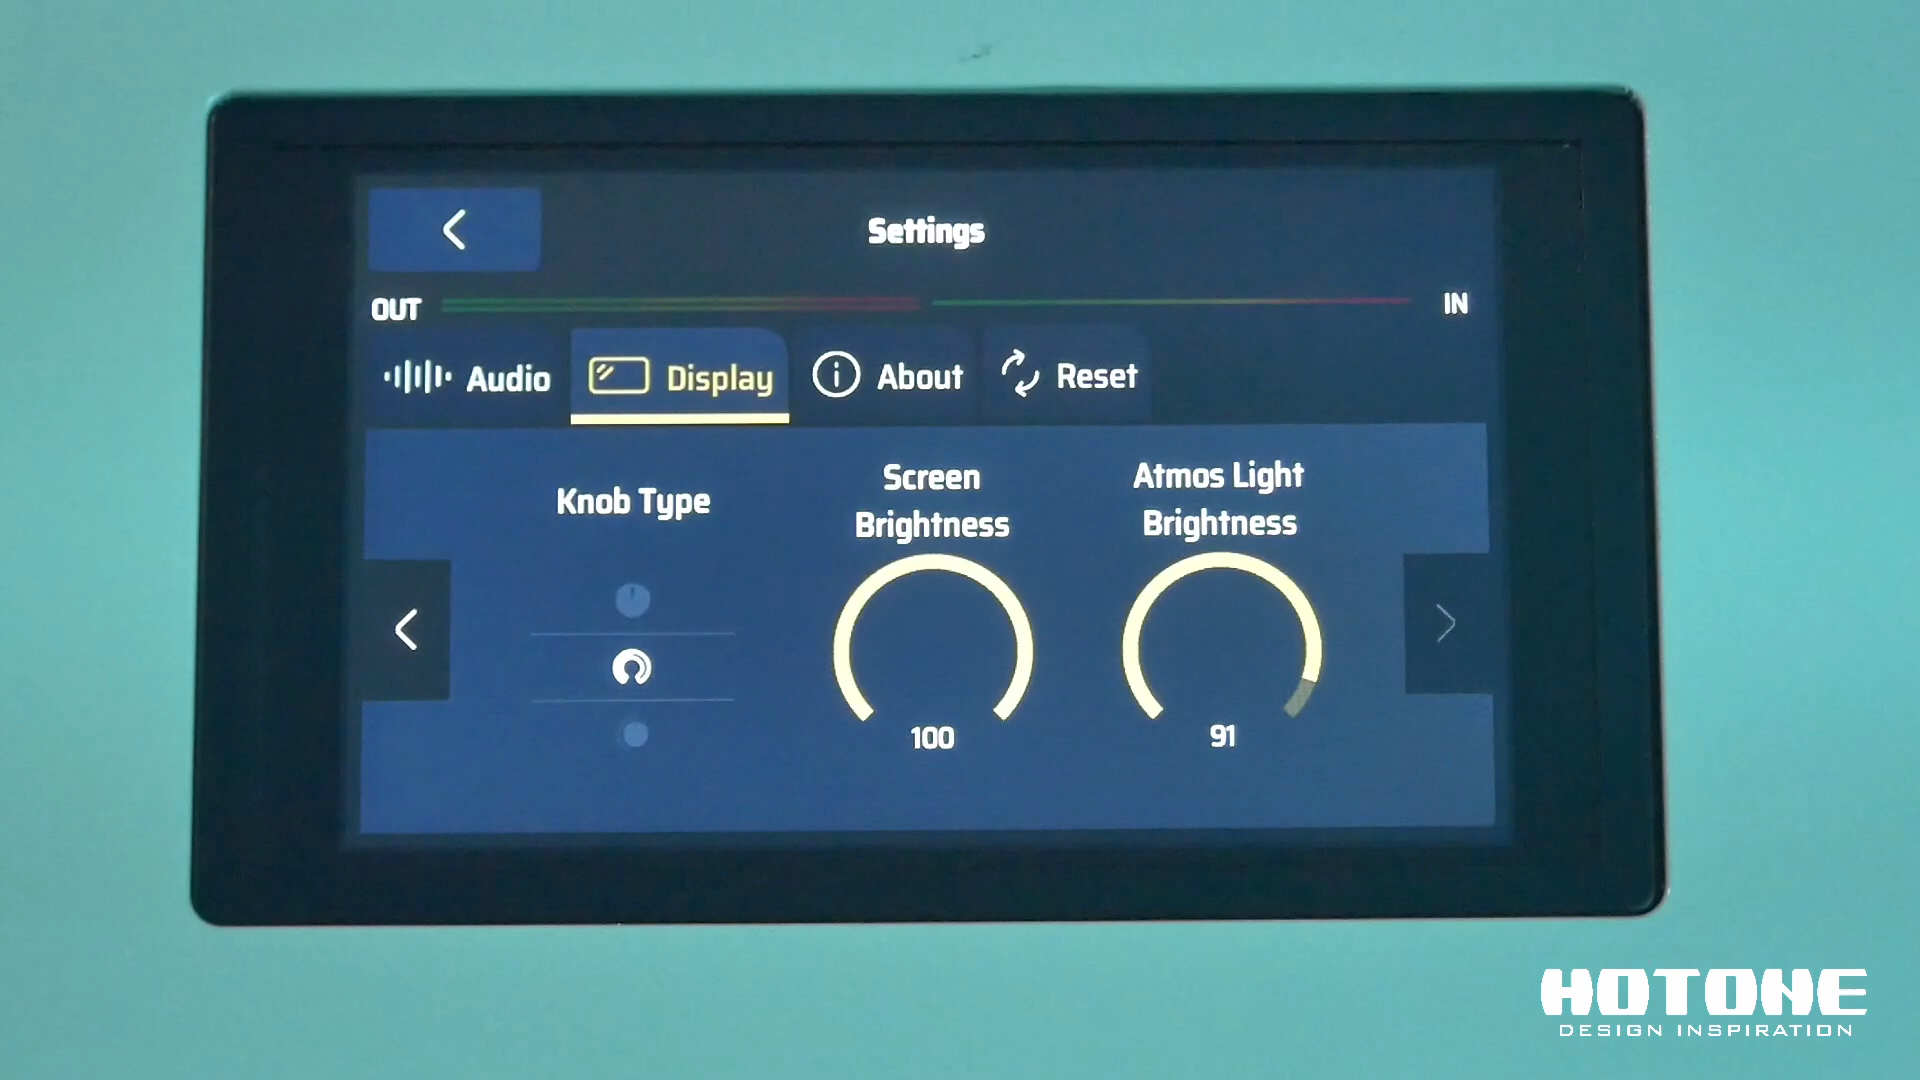 Settings
OUT
IN
Audio
Display
About
Reset
Knob Type
Screen
Brightness
100
Atmos Light
Brightness
91
HOTONE
DESIGN INSPIRATION